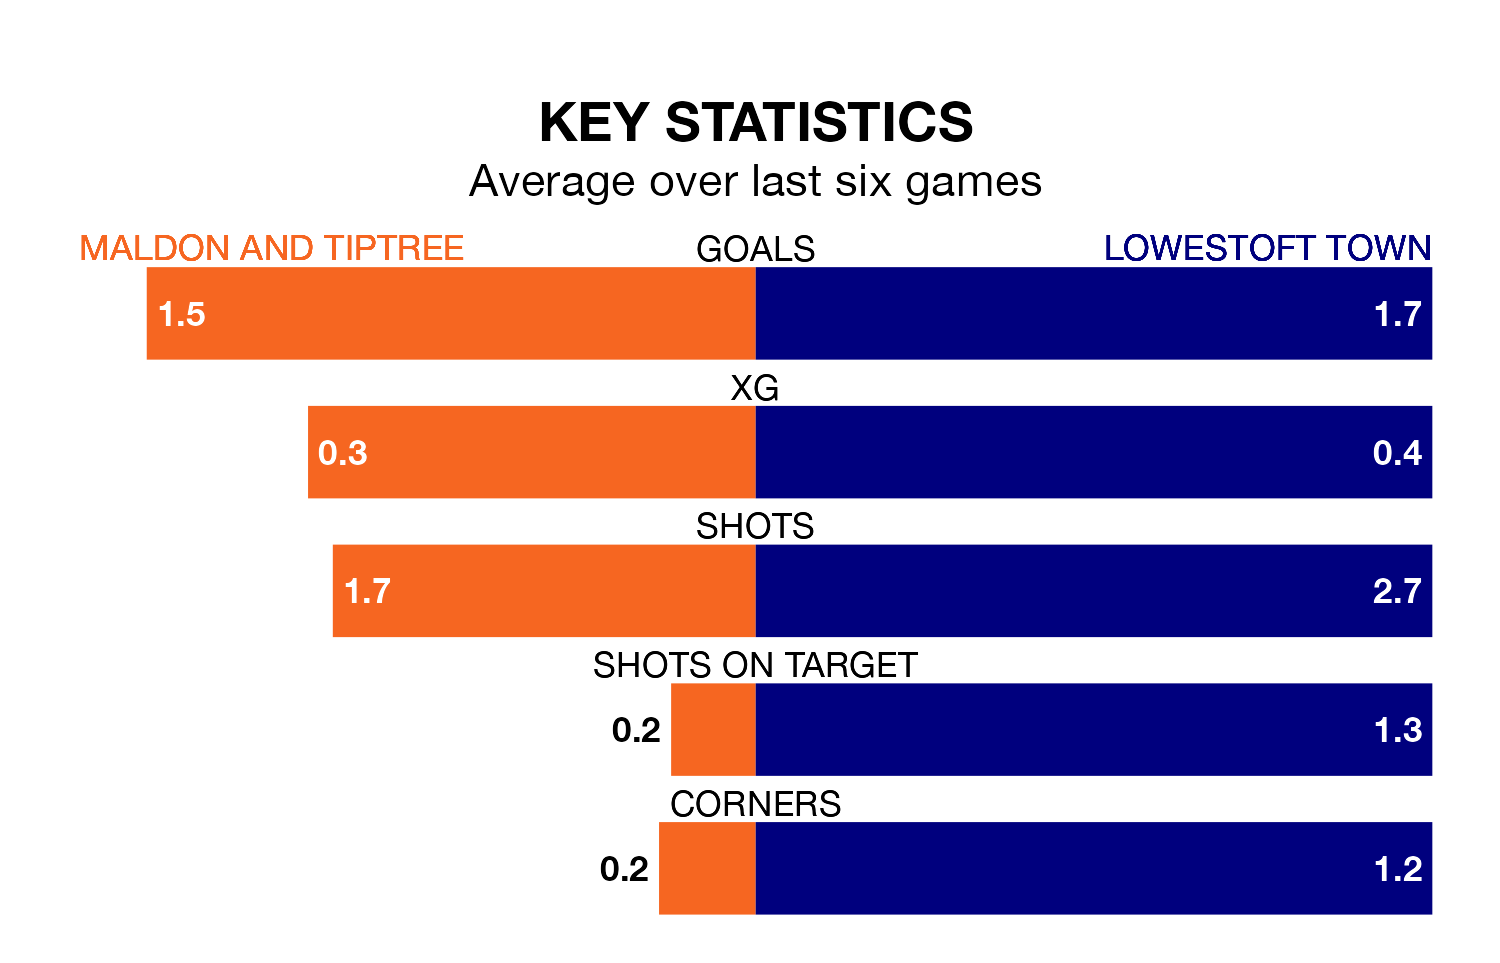 KEY STATISTICS
Average over last six games
MALDON AND TIPTREE GOALS LOWESTOFT TOWN
1.5 1.7
XG
0.3 0.4
SHOTS
1.7 2.7
SHOTS ON TARGET
0.2 1.3
CORNERS
0.2 1.2